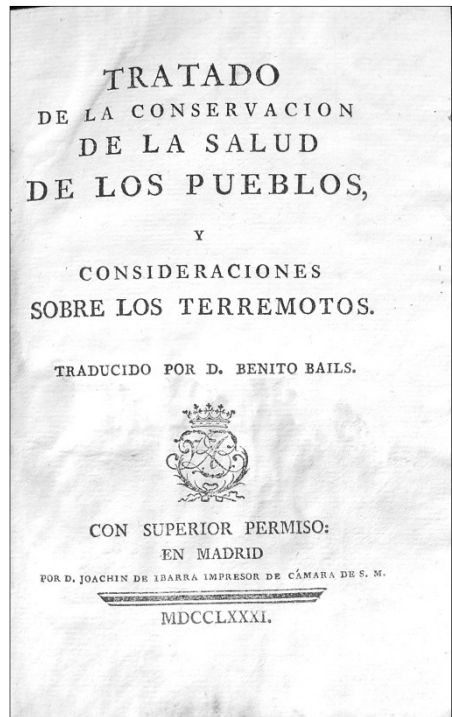 TRATADO
DE LA CONSERVACION
DE LA SALUD
DE LOS PUEBLOS,
Y
CONSIDERACIONES
SOBRE LOS TERREMOTOS.
TRADUCIDO POR D. BENITO BAILS.
CON SUPERIOR PERMISO:
EN MADRID
POR D. JOACHIN DE IBARRA IMPRESOR DE CÁMARA DE S. M.
MDCCLXXXI.